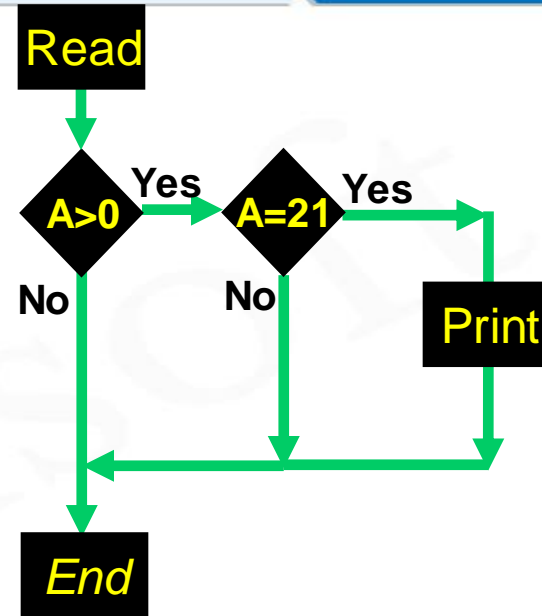 Read
Yes
Yes
A>0
A=21
No
No
Print
End